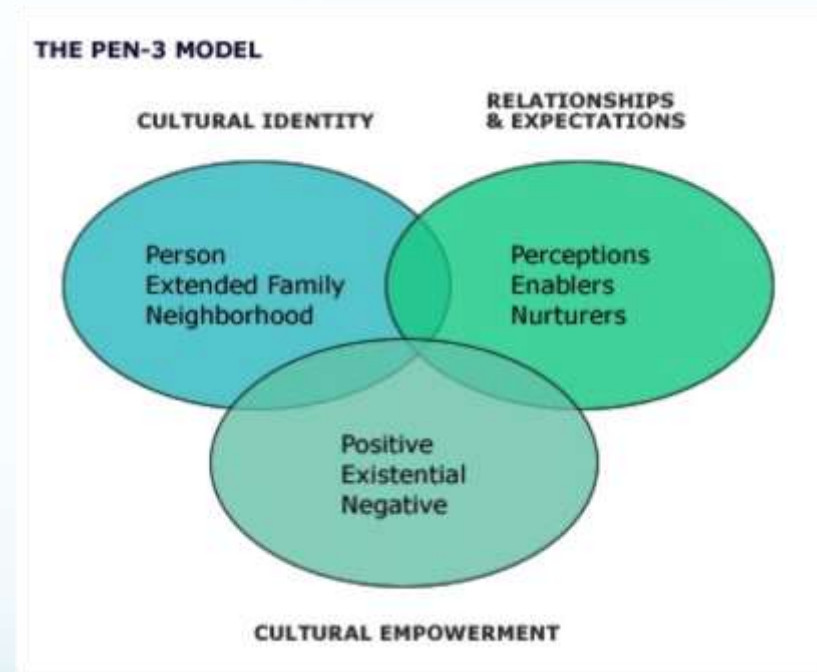 THE PEN-3 MODEL
CULTURAL IDENTITY
RELATIONSHIPS
& EXPECTATIONS
Person
Extended Family
Neighborhood
Perceptions
Enablers
Nurturers
Positive
Existential
Negative
CULTURAL EMPOWERMENT